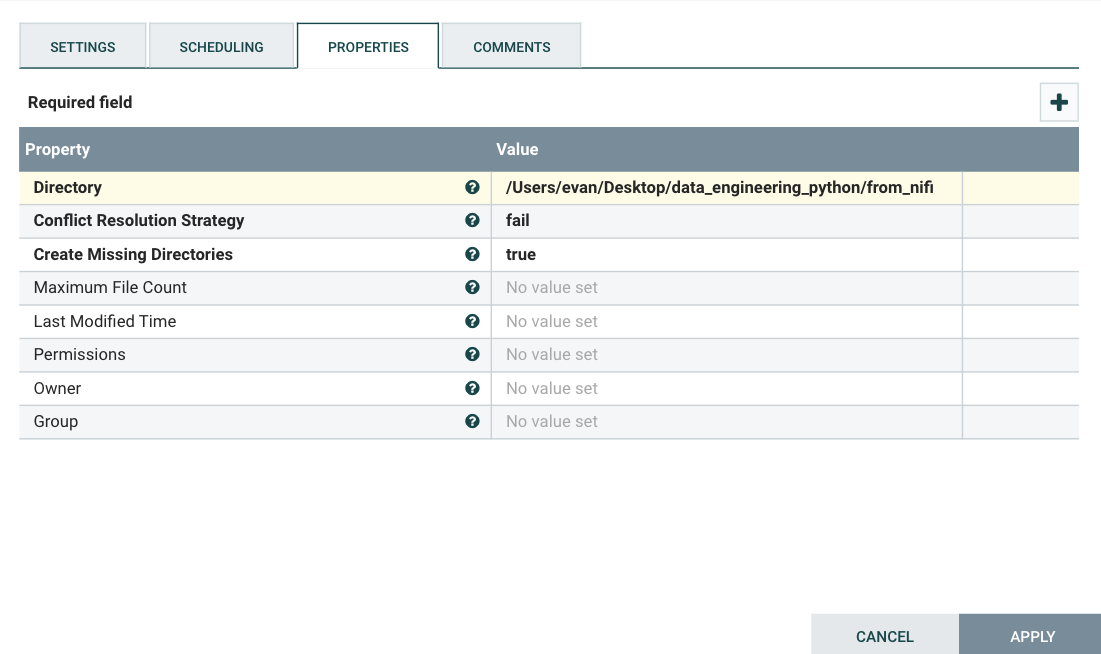 SETTINGS SCHEDULING PROPERTIES COMMENTS
Required field
Property Value
Directory /Users/evan/Desktop/data_engineering_python/from_nifi
Conflict Resolution Strategy fail
Create Missing Directories true
Maximum File Count No value set
Last Modified Time No value set
Permissions No value set
Owner No value set
Group No value set
CANCEL APPLY